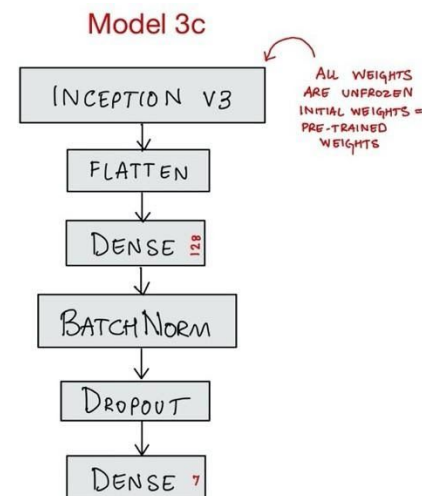 Model 3c
INCEPTION V3
ALL WEIGHTS
ARE UNFROZEN
INITIAL WEIGHTS =
PRE-TRAINED
WEIGHTS
FLATTEN
DENSE 128
BATCHNORM
DROPOUT
DENSE 7